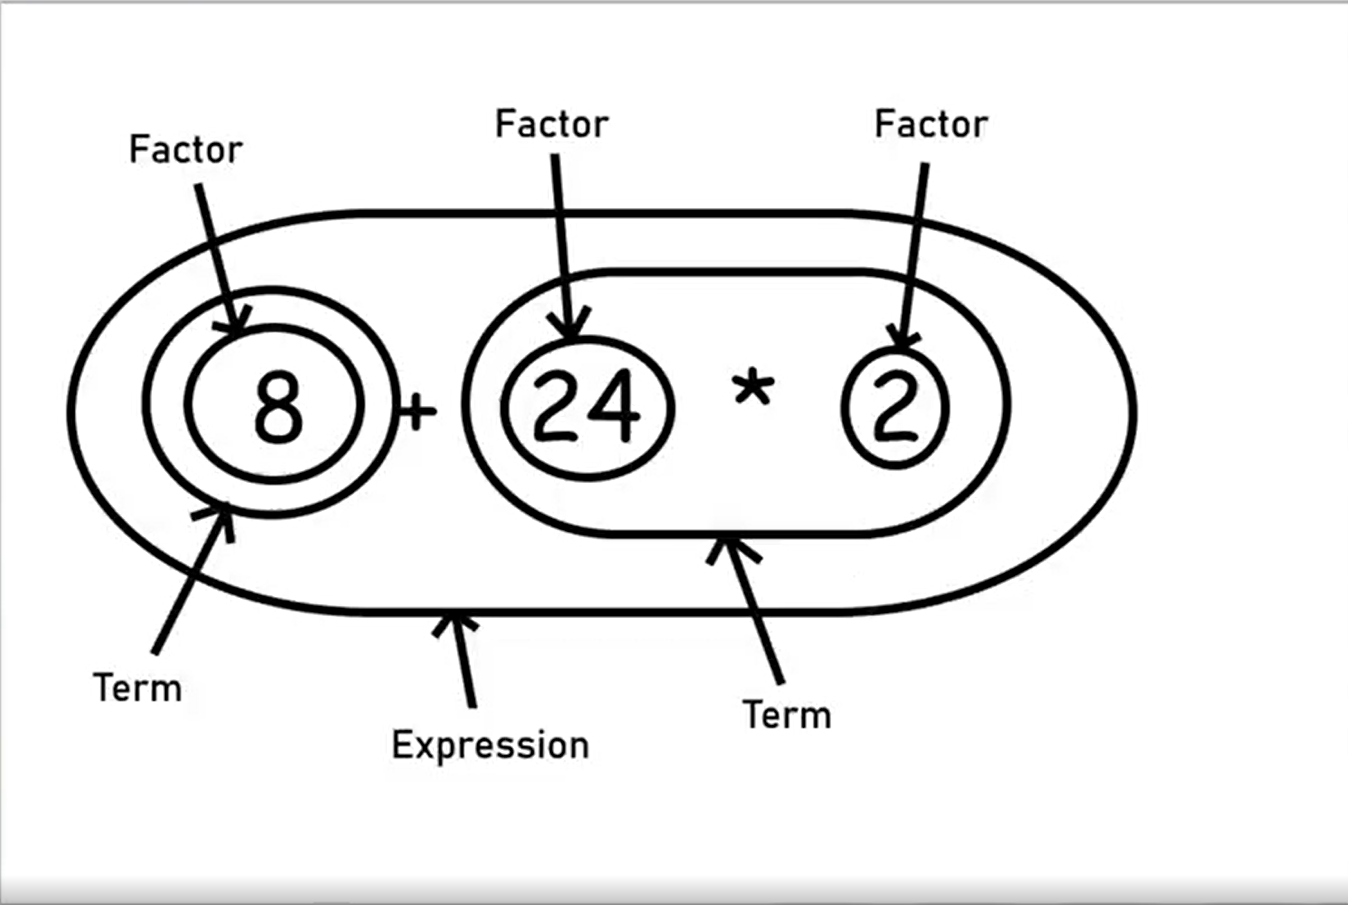 Factor
Factor
Factor
8 + 24 * 2
Term
Term
Expression